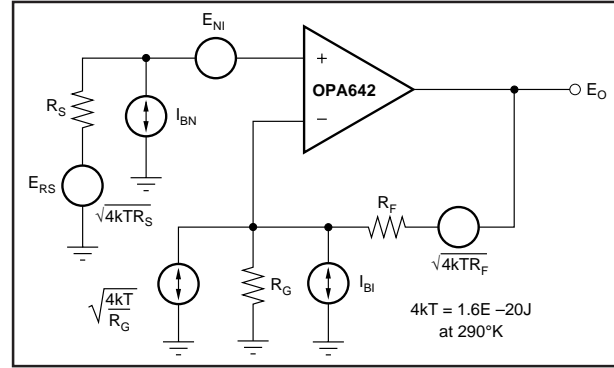 E_NI
+
OPA642
−
E_O
R_S
I_BN
E_RS
√4kTR_S
R_F
√4kTR_F
√4kT/R_G
R_G
I_BI
4kT = 1.6E –20J
at 290°K